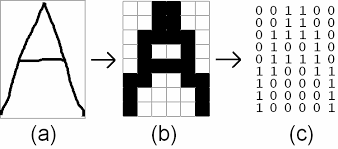 A
0 0 1 1 0 0
0 0 1 1 0 0
0 1 1 1 1 0
0 1 0 0 1 0
0 1 1 1 1 0
1 1 0 0 1 1
1 0 0 0 0 1
1 0 0 0 0 1
1 0 0 0 0 1
(a) (b) (c)